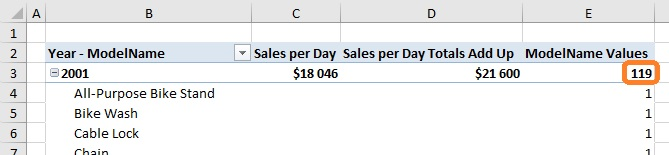 A B C D E
1
2 Year - ModelName Sales per Day Sales per Day Totals Add Up ModelName Values
3 2001 $18 046 $21 600 119
4 All-Purpose Bike Stand 1
5 Bike Wash 1
6 Cable Lock 1
7 Chain 1